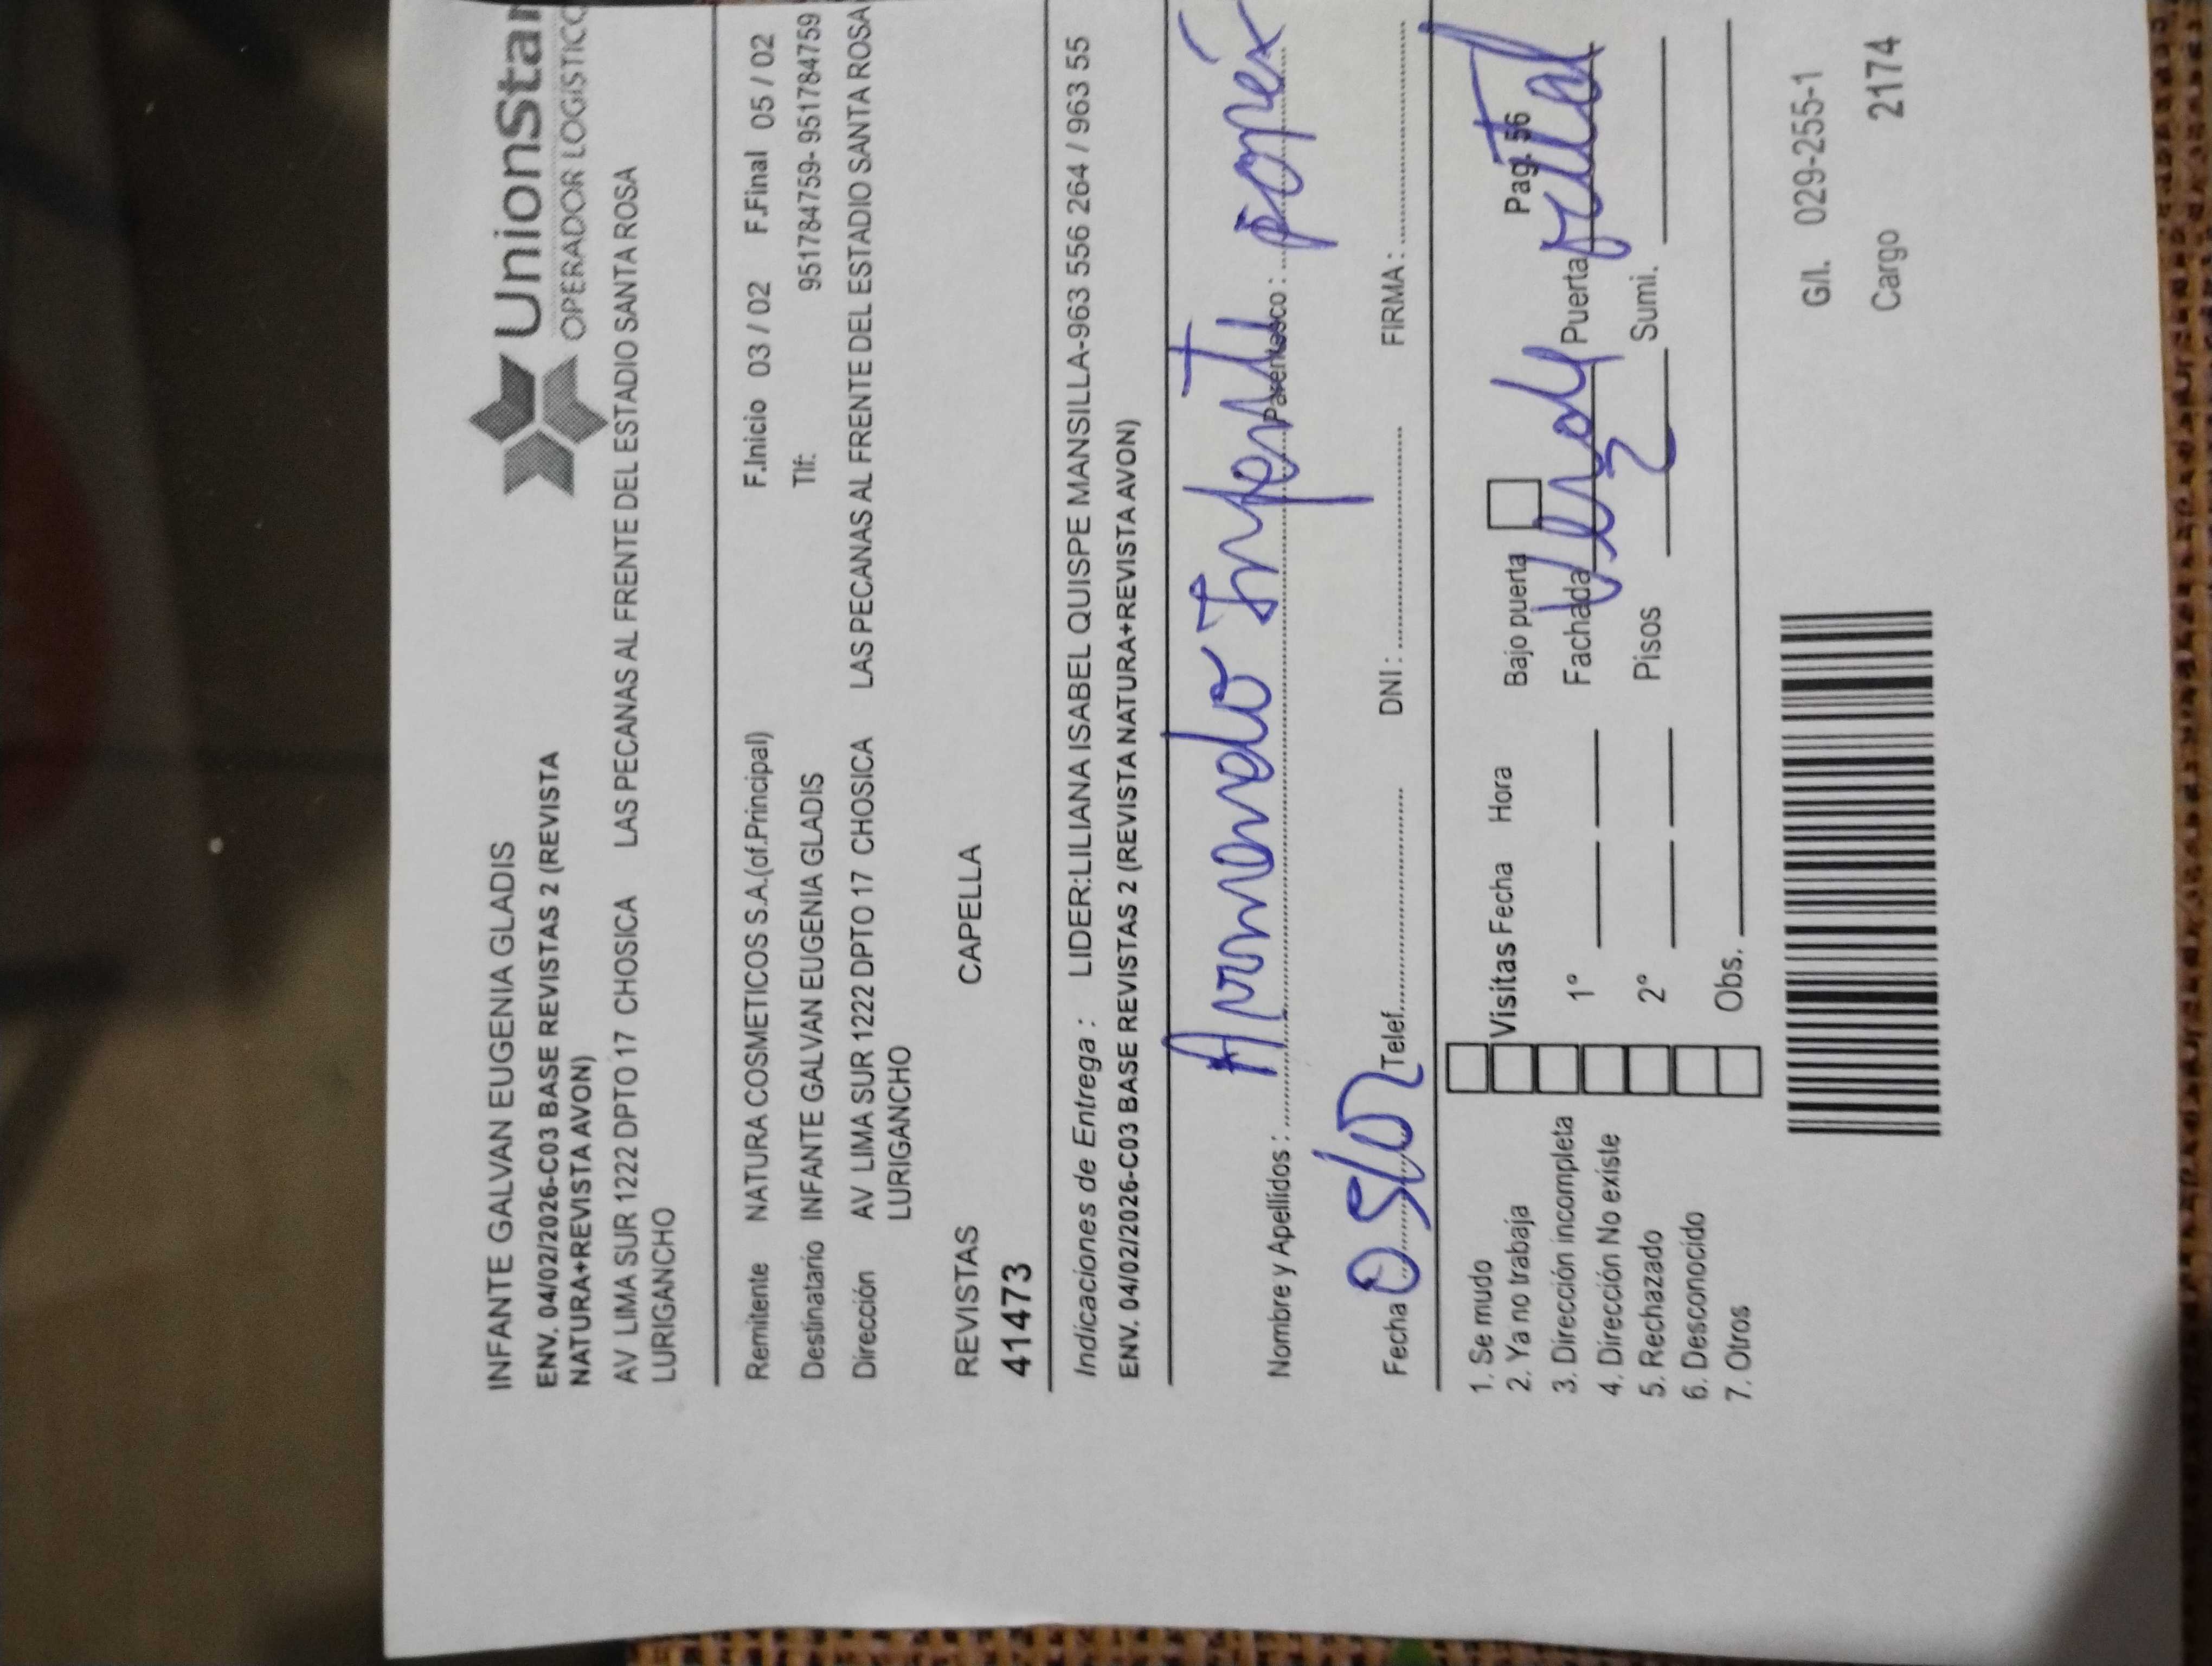 UnionStar
OPERADOR LOGISTICO
INFANTE GALVAN EUGENIA GLADIS
ENV. 04/02/2026-C03 BASE REVISTAS 2 (REVISTA
NATURA+REVISTA AVON)
AV LIMA SUR 1222 DPTO 17 CHOSICA LAS PECANAS AL FRENTE DEL ESTADIO SANTA ROSA
LURIGANCHO
Remitente NATURA COSMETICOS S.A.(of.Principal) F.Inicio 03 / 02 F.Final 05 / 02
Destinatario INFANTE GALVAN EUGENIA GLADIS Tlf: 951784759- 951784759
Dirección AV LIMA SUR 1222 DPTO 17 CHOSICA LAS PECANAS AL FRENTE DEL ESTADIO SANTA ROSA
LURIGANCHO
REVISTAS CAPELLA
41473
Indicaciones de Entrega : LIDER:LILIANA ISABEL QUISPE MANSILLA-963 556 264 / 963 55
ENV. 04/02/2026-C03 BASE REVISTAS 2 (REVISTA NATURA+REVISTA AVON)
Nombre y Apellidos : Armando Infante Parentesco :
Fecha Telef. DNI : FIRMA :
1. Se mudo
2. Ya no trabaja
3. Dirección incompleta
4. Dirección No existe
5. Rechazado
6. Desconocido
7. Otros
Visitas Fecha Hora
1°
2°
Obs.
Bajo puerta Pag- 56
Fachada Puerta
Pisos 2 Sumi.
G/l. 029-255-1
Cargo 2174